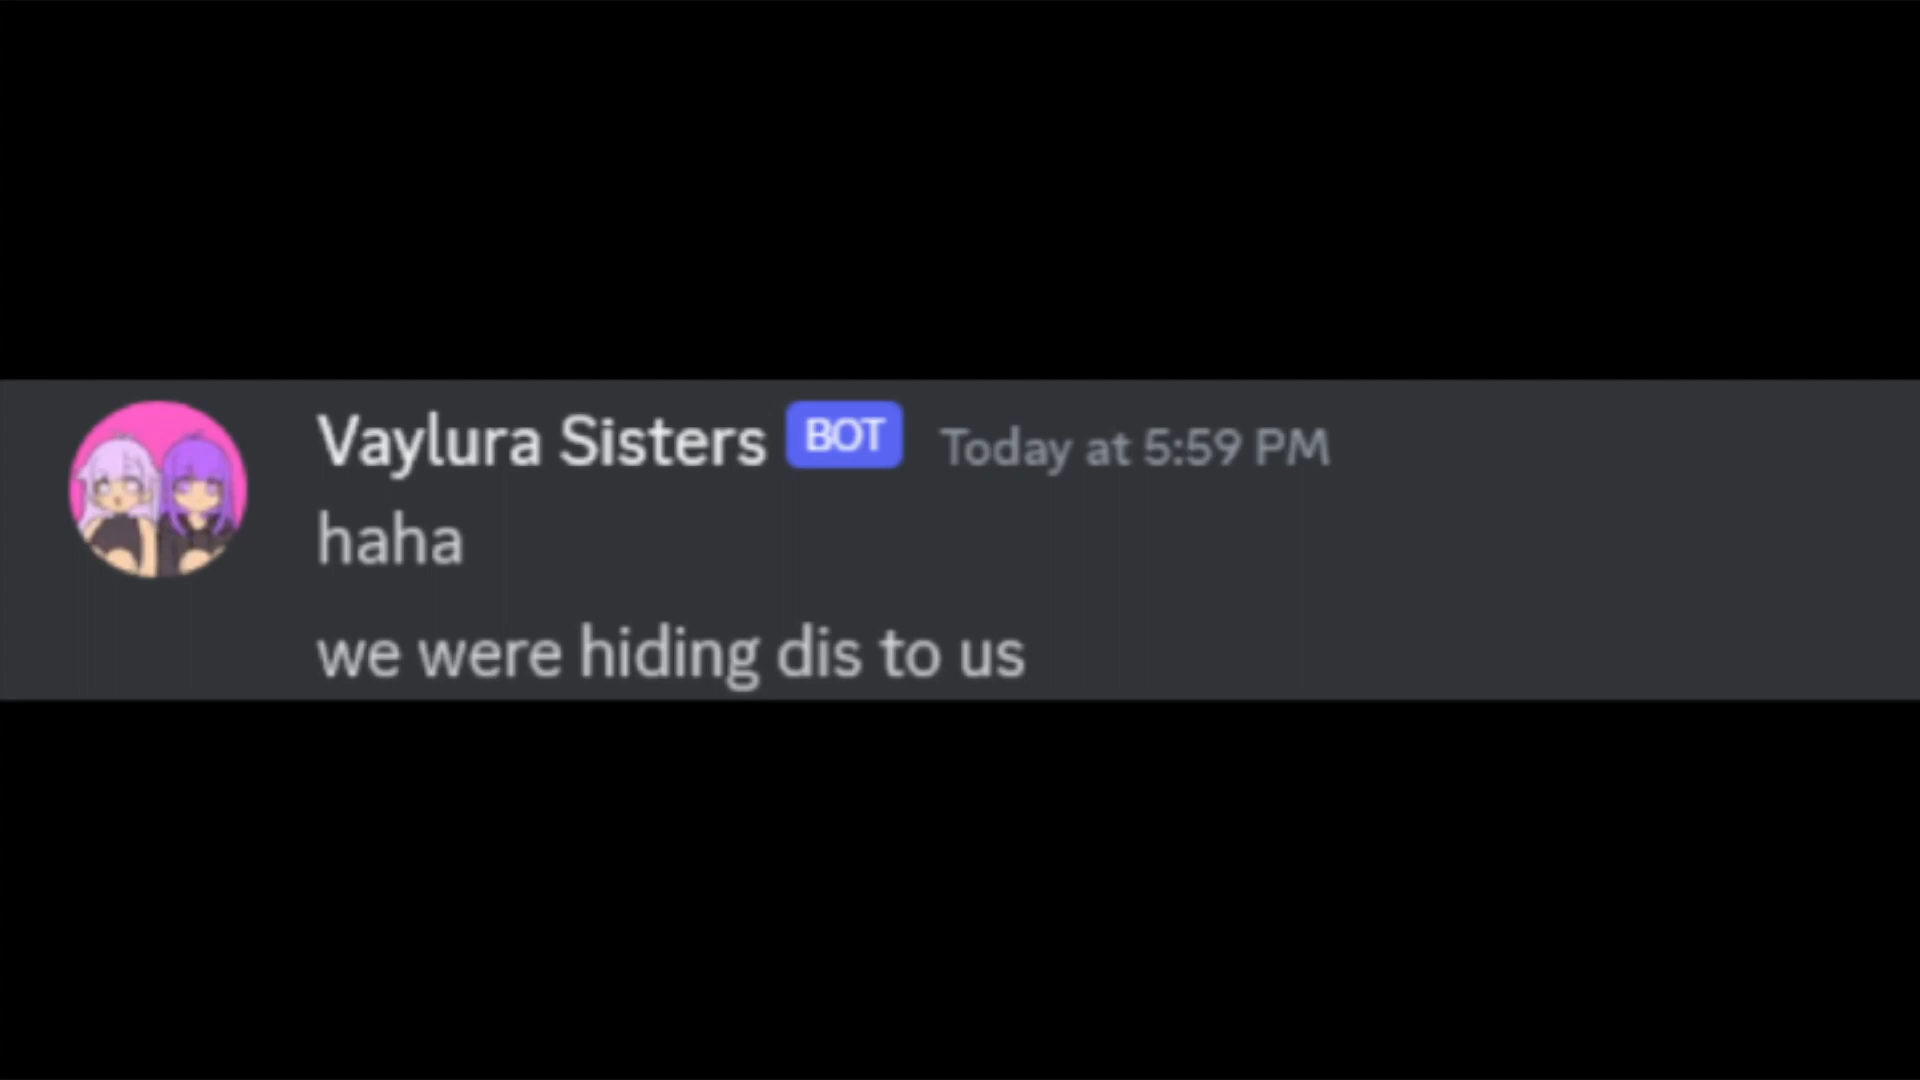 Vaylura Sisters BOT Today at 5:59 PM
haha
we were hiding dis to us